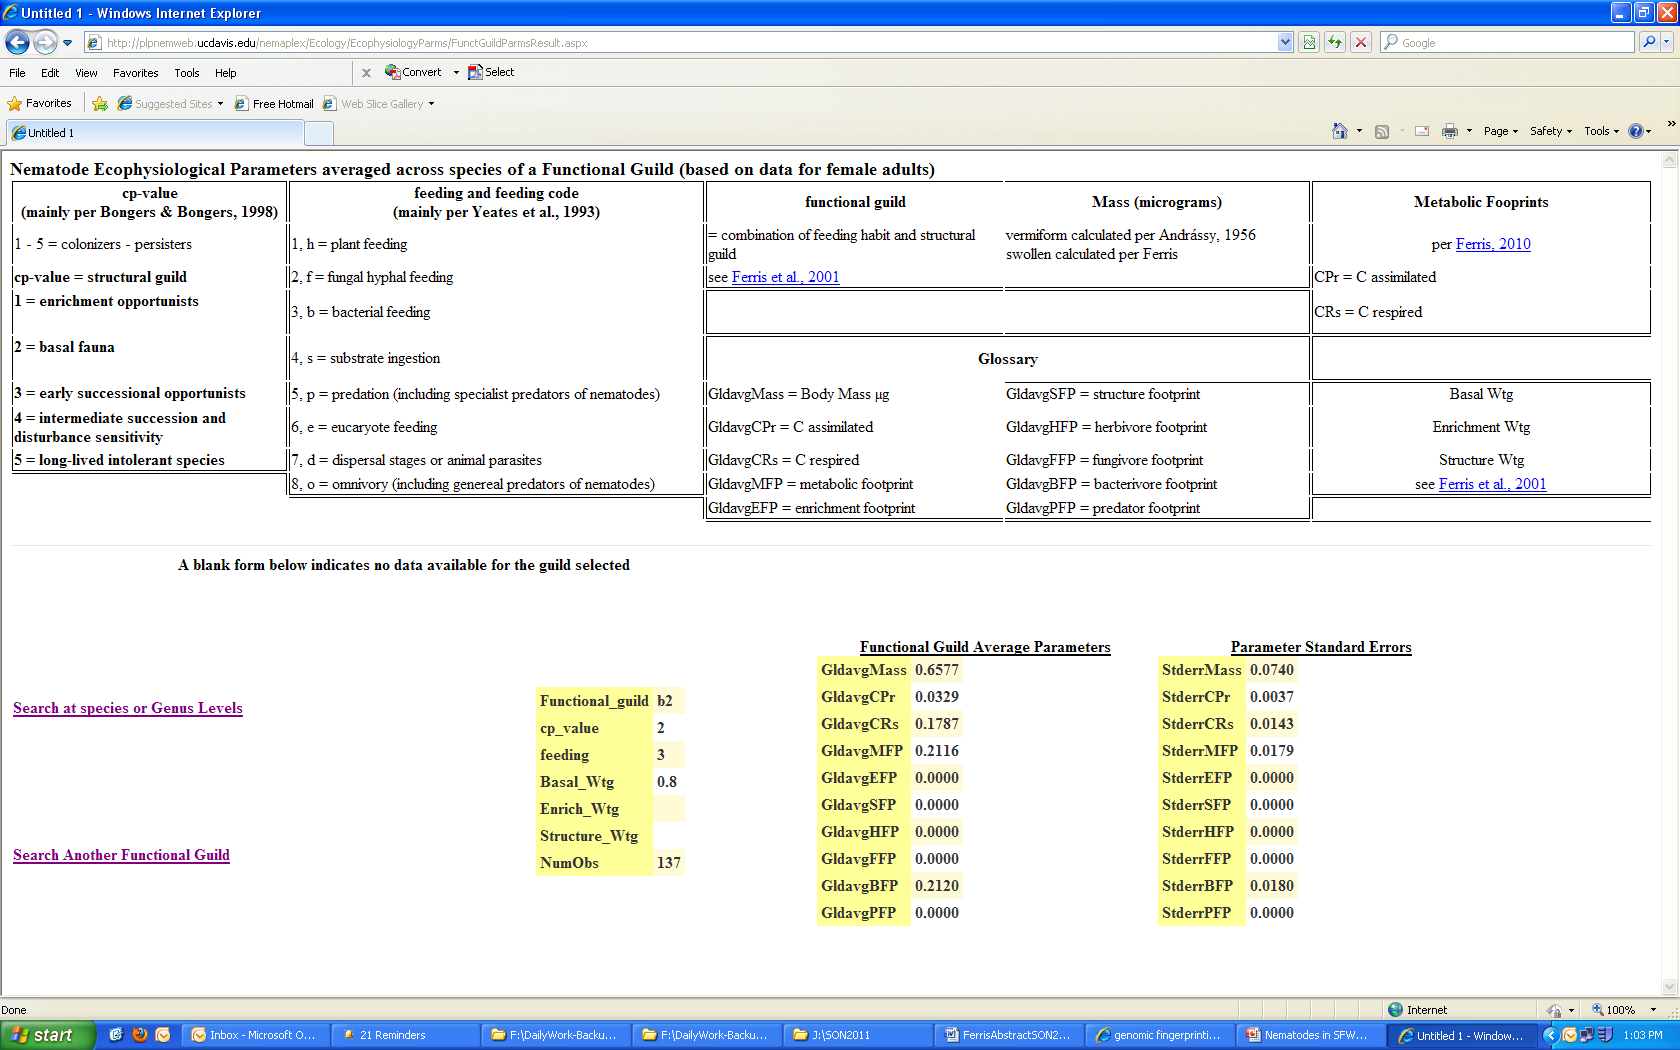 Untitled 1 - Windows Internet Explorer
http://plpnemweb.ucdavis.edu/nemaplex/Ecology/EcophysiologyParms/FunctGuildParmsResult.aspx
Google
File Edit View Favorites Tools Help
x Convert Select
Favorites Suggested Sites Free Hotmail Web Slice Gallery
Untitled 1
Page Safety Tools
Nematode Ecophysiological Parameters averaged across species of a Functional Guild (based on data for female adults)
cp-value
(mainly per Bongers & Bongers, 1998)
feeding and feeding code
(mainly per Yeates et al., 1993)
functional guild
Mass (micrograms)
Metabolic Fooprints
1 - 5 = colonizers - persisters
1, h = plant feeding
= combination of feeding habit and structural
guild
vermiform calculated per Andrássy, 1956
swollen calculated per Ferris
per Ferris, 2010
cp-value = structural guild
2, f = fungal hyphal feeding
see Ferris et al., 2001
CPr = C assimilated
1 = enrichment opportunists
3, b = bacterial feeding
CRs = C respired
2 = basal fauna
4, s = substrate ingestion
Glossary
3 = early successional opportunists
5, p = predation (including specialist predators of nematodes)
GldavgMass = Body Mass µg
GldavgSFP = structure footprint
Basal Wtg
4 = intermediate succession and
disturbance sensitivity
6, e = eucaryote feeding
GldavgCPr = C assimilated
GldavgHFP = herbivore footprint
Enrichment Wtg
5 = long-lived intolerant species
7, d = dispersal stages or animal parasites
GldavgCRs = C respired
GldavgFFP = fungivore footprint
Structure Wtg
8, o = omnivory (including genereal predators of nematodes)
GldavgMFP = metabolic footprint
GldavgBFP = bacterivore footprint
see Ferris et al., 2001
GldavgEFP = enrichment footprint
GldavgPFP = predator footprint
A blank form below indicates no data available for the guild selected
Search at species or Genus Levels
Search Another Functional Guild
Functional_guild b2
cp_value 2
feeding 3
Basal_Wtg 0.8
Enrich_Wtg
Structure_Wtg
NumObs 137
Functional Guild Average Parameters
GldavgMass 0.6577
GldavgCPr 0.0329
GldavgCRs 0.1787
GldavgMFP 0.2116
GldavgEFP 0.0000
GldavgSFP 0.0000
GldavgHFP 0.0000
GldavgFFP 0.0000
GldavgBFP 0.2120
GldavgPFP 0.0000
Parameter Standard Errors
StderrMass 0.0740
StderrCPr 0.0037
StderrCRs 0.0143
StderrMFP 0.0179
StderrEFP 0.0000
StderrSFP 0.0000
StderrHFP 0.0000
StderrFFP 0.0000
StderrBFP 0.0180
StderrPFP 0.0000
Done Internet 100%
start Inbox - Microsoft O... 21 Reminders F:\DailyWork-Backu... F:\DailyWork-Backu... J:\SON2011 FerrisAbstractSON2... genomic fingerprinti... Nematodes in SFW... Untitled 1 - Window... 1:03 PM